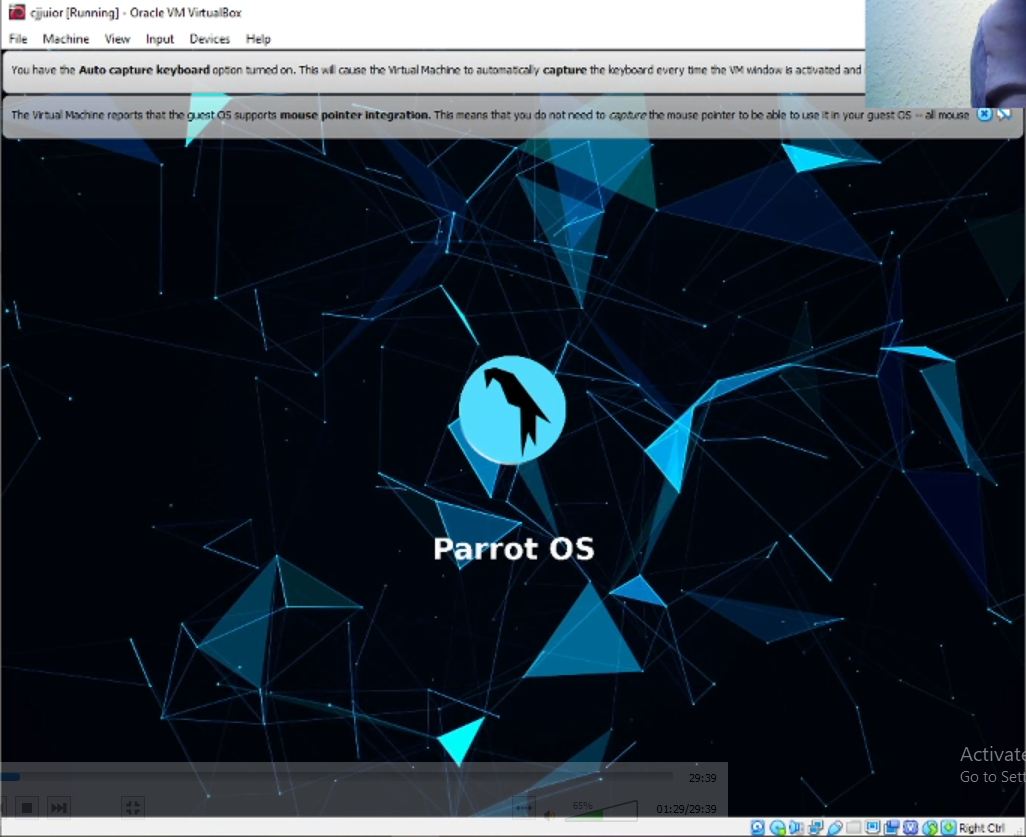 cjjuior [Running] - Oracle VM VirtualBox
File Machine View Input Devices Help
You have the Auto capture keyboard option turned on. This will cause the Virtual Machine to automatically capture the keyboard every time the VM window is activated and
The Virtual Machine reports that the guest OS supports mouse pointer integration. This means that you do not need to capture the mouse pointer to be able to use it in your guest OS -- all mouse
Parrot OS
Activate
Go to Sett
29:39
65%
01:29/29:39
Right Ctrl